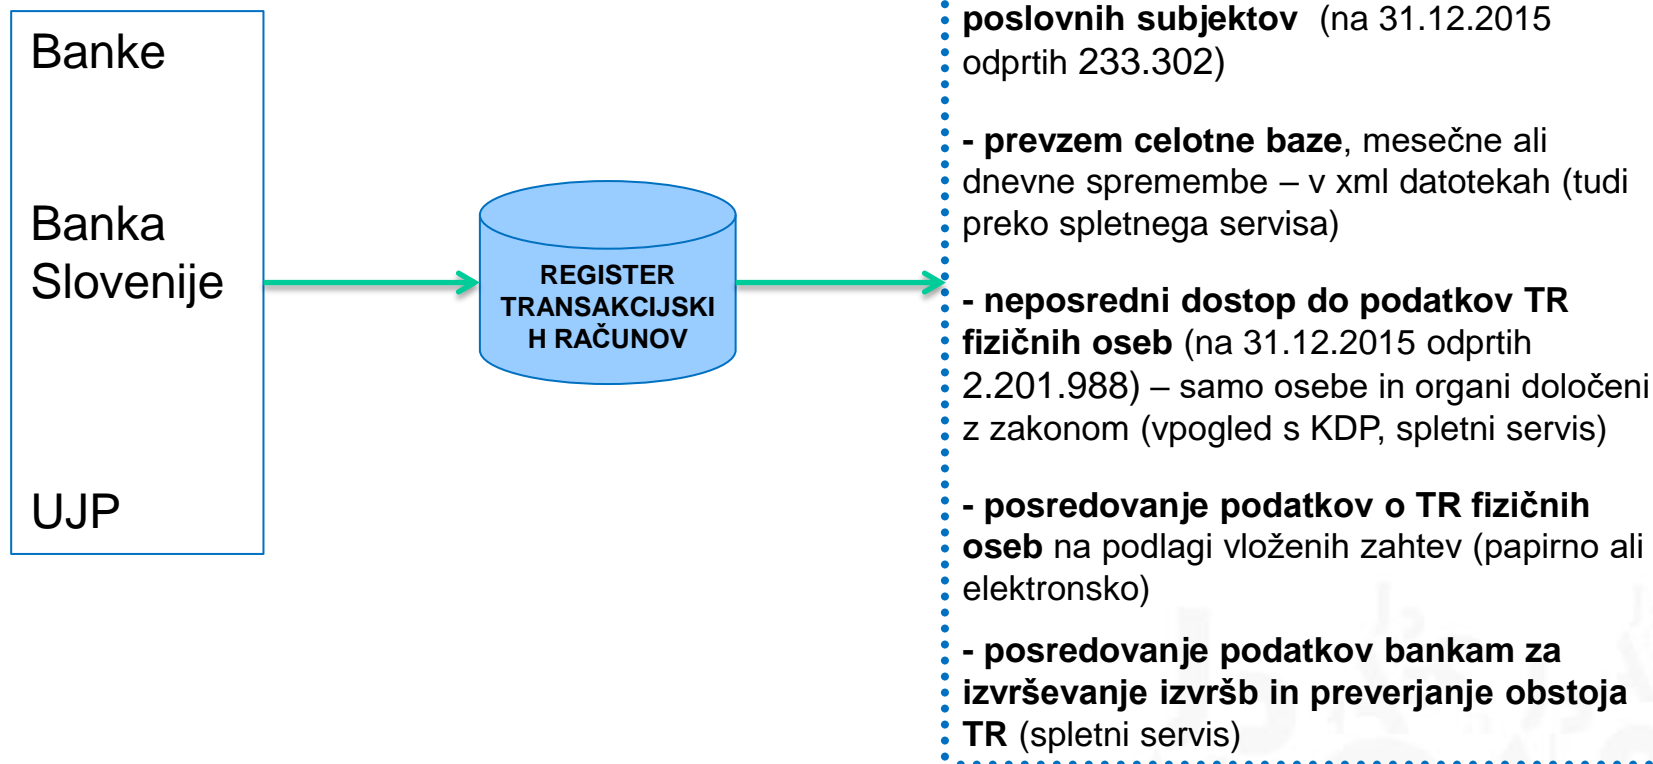 Banke
Banka
Slovenije
UJP
REGISTER
TRANSAKCIJSKI
H RAČUNOV
poslovnih subjektov (na 31.12.2015
odprtih 233.302)
- prevzem celotne baze, mesečne ali
dnevne spremembe – v xml datotekah (tudi
preko spletnega servisa)
- neposredni dostop do podatkov TR
fizičnih oseb (na 31.12.2015 odprtih
2.201.988) – samo osebe in organi določeni
z zakonom (vpogled s KDP, spletni servis)
- posredovanje podatkov o TR fizičnih
oseb na podlagi vloženih zahtev (papirno ali
elektronsko)
- posredovanje podatkov bankam za
izvrševanje izvršb in preverjanje obstoja
TR (spletni servis)